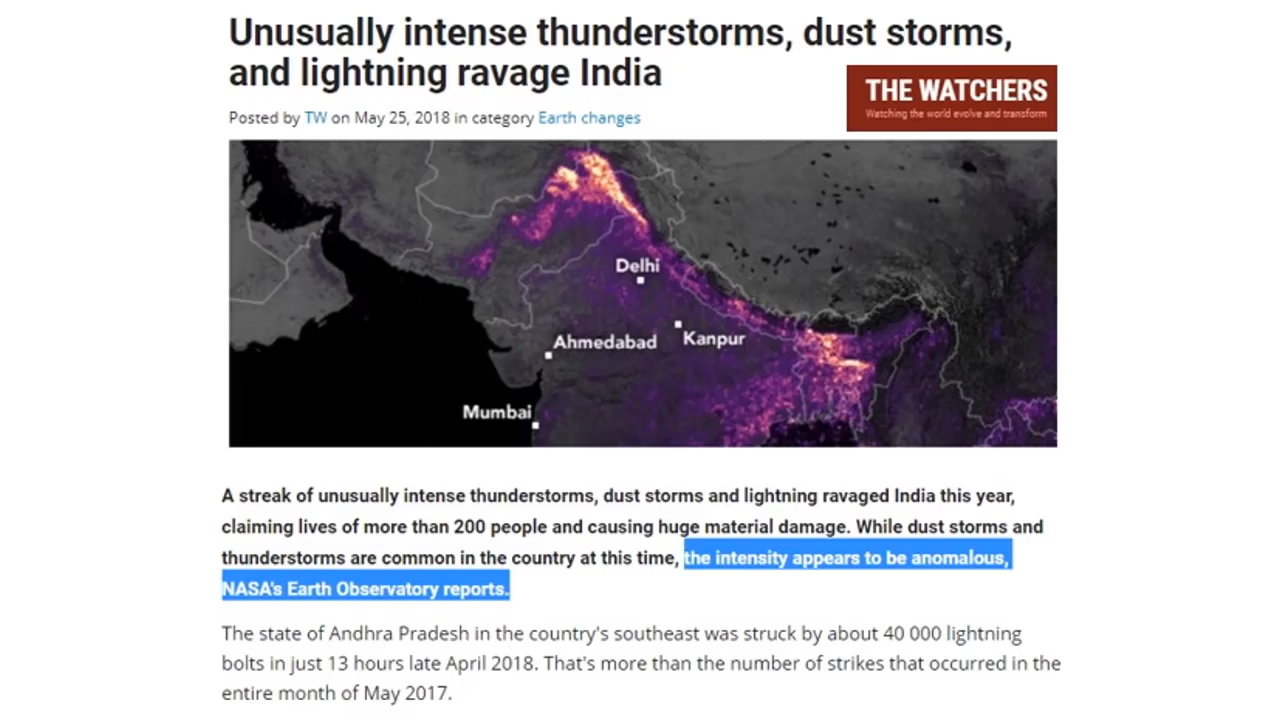 Unusually intense thunderstorms, dust storms,
and lightning ravage India
THE WATCHERS
Watching the world evolve and transform
Posted by TW on May 25, 2018 in category Earth changes
Delhi
Kanpur
Ahmedabad
Mumbai
A streak of unusually intense thunderstorms, dust storms and lightning ravaged India this year,
claiming lives of more than 200 people and causing huge material damage. While dust storms and
thunderstorms are common in the country at this time, the intensity appears to be anomalous,
NASA's Earth Observatory reports.
The state of Andhra Pradesh in the country's southeast was struck by about 40 000 lightning
bolts in just 13 hours late April 2018. That's more than the number of strikes that occurred in the
entire month of May 2017.